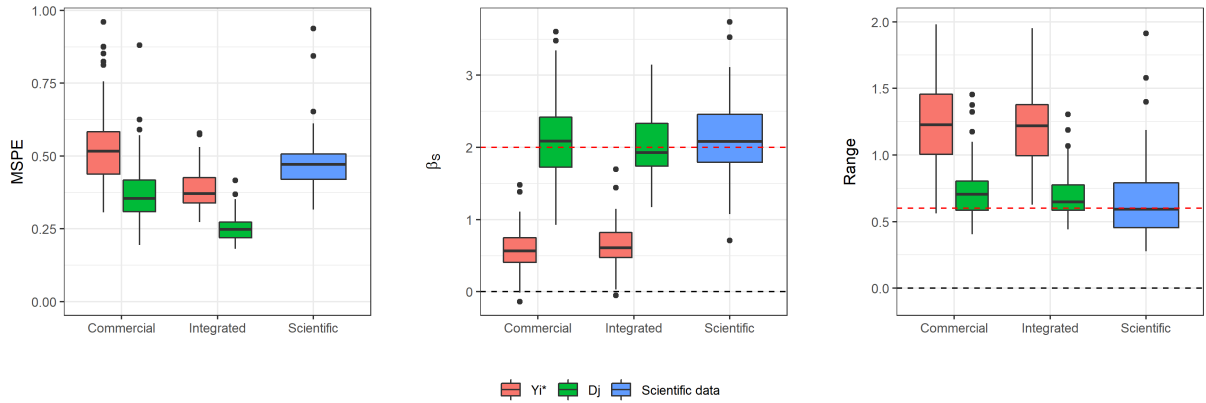 MSPE
1.00
0.75
0.50
0.25
0.00
Commercial Integrated Scientific
βs
3
2
1
0
Commercial Integrated Scientific
Range
2.0
1.5
1.0
0.5
0.0
Commercial Integrated Scientific
Yi* Dj Scientific data